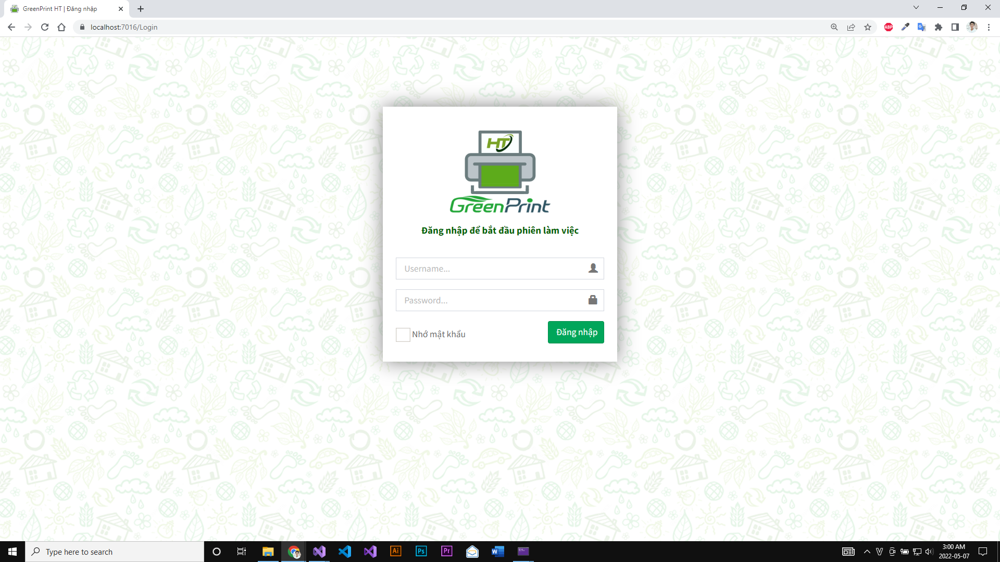 GreenPrint HT | Đăng nhập
localhost:7016/Login
ABP
HT
GreenPrint
Đăng nhập để bắt đầu phiên làm việc
Username...
Password...
Nhớ mật khẩu
Đăng nhập
Type here to search
Ai
Ps
Pr
W
3:00 AM
2022-05-07